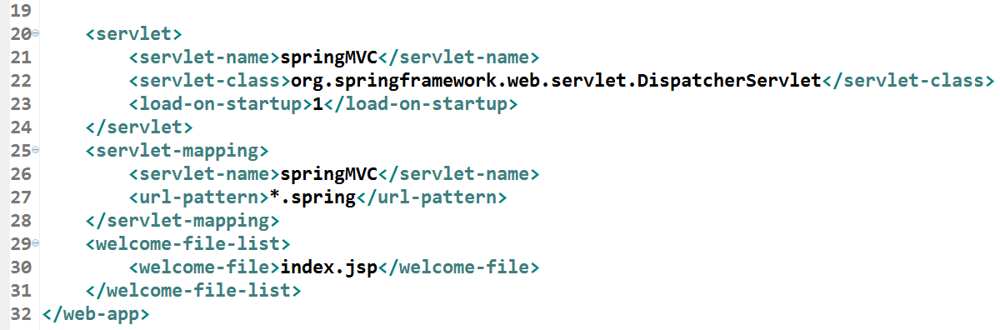 19
20 <servlet>
21 <servlet-name>springMVC</servlet-name>
22 <servlet-class>org.springframework.web.servlet.DispatcherServlet</servlet-class>
23 <load-on-startup>1</load-on-startup>
24 </servlet>
25 <servlet-mapping>
26 <servlet-name>springMVC</servlet-name>
27 <url-pattern>*.spring</url-pattern>
28 </servlet-mapping>
29 <welcome-file-list>
30 <welcome-file>index.jsp</welcome-file>
31 </welcome-file-list>
32 </web-app>